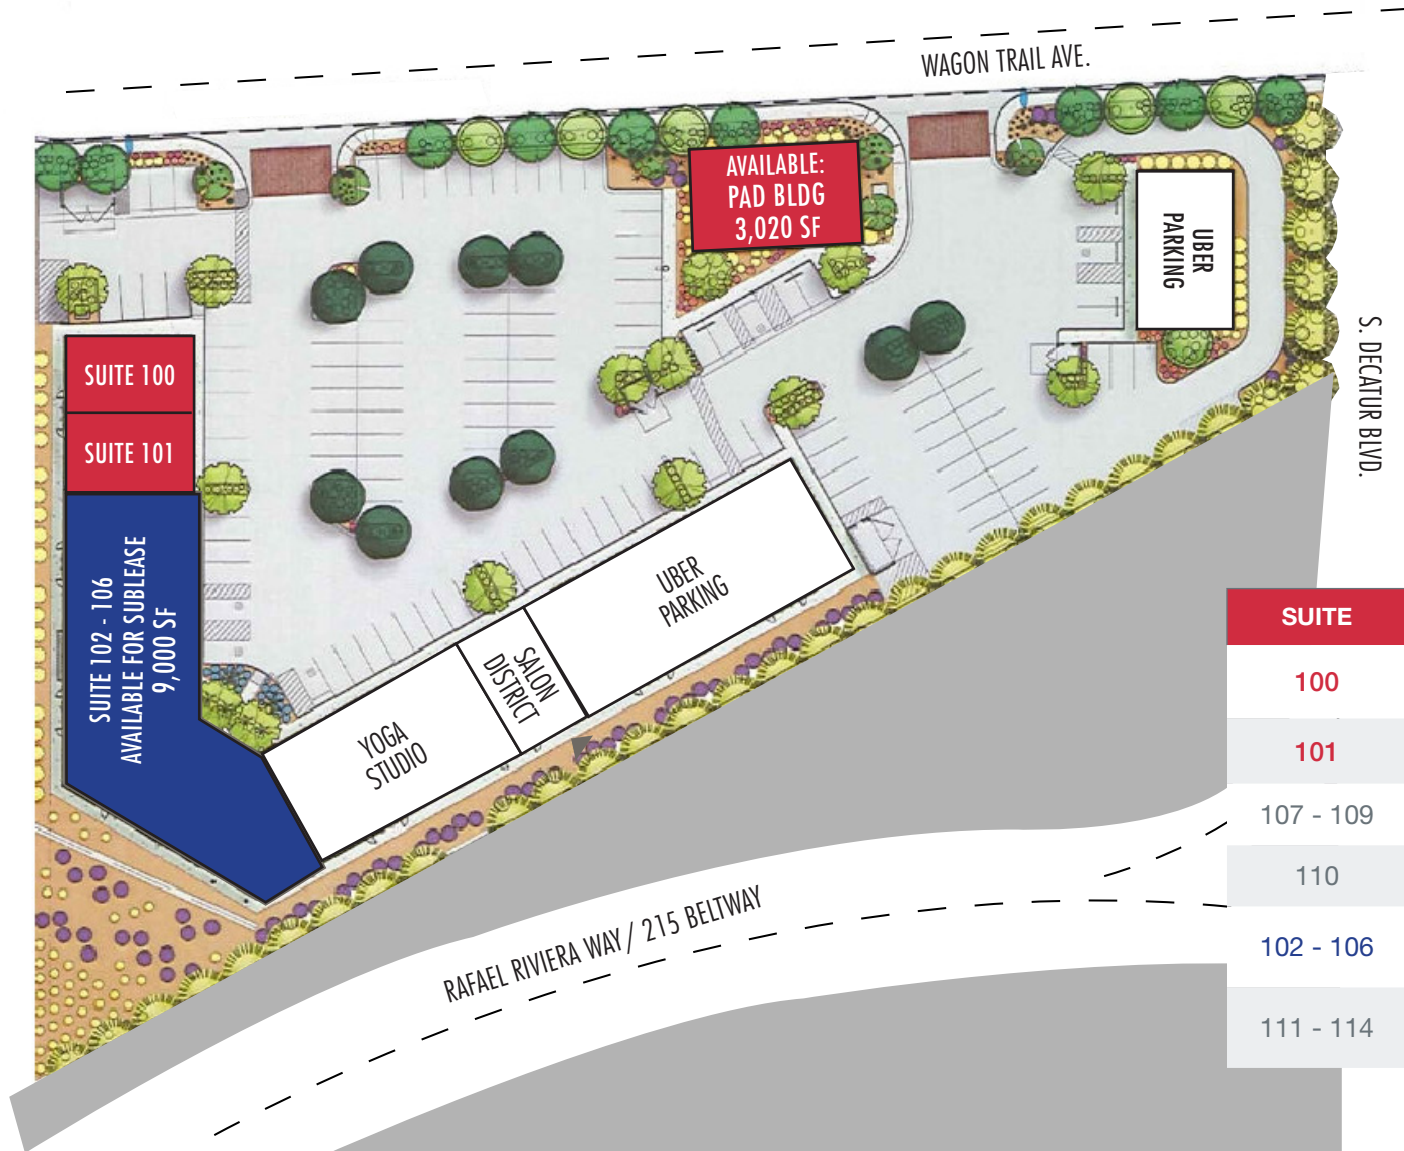 WAGON TRAIL AVE.
AVAILABLE:
PAD BLDG
3,020 SF
UBER
PARKING
S. DECATUR BLVD.
SUITE 100
SUITE 101
SUITE 102 - 106
AVAILABLE FOR SUBLEASE
9,000 SF
YOGA
STUDIO
SALON
DISTRICT
UBER
PARKING
RAFAEL RIVIERA WAY / 215 BELTWAY
SUITE
100
101
107 - 109
110
102 - 106
111 - 114